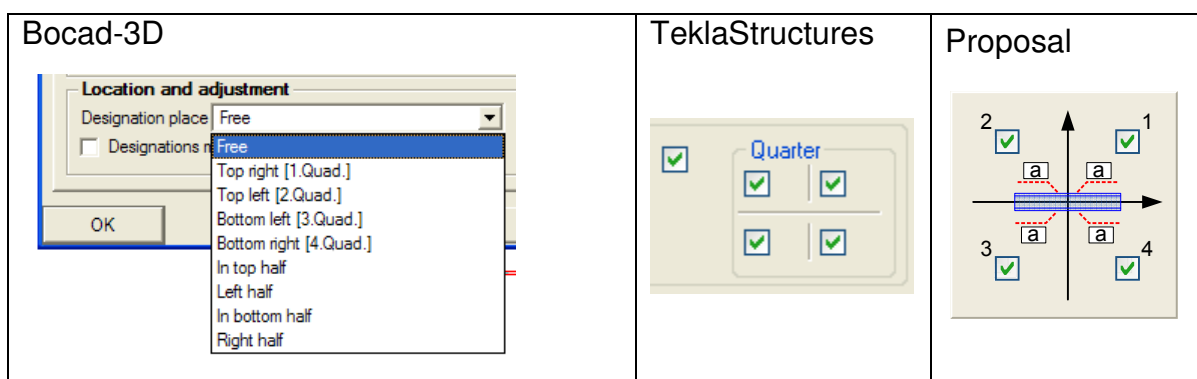 Bocad-3D
Location and adjustment
Designation place Free
Designations m
Free
Top right [1.Quad.]
Top left [2.Quad.]
Bottom left [3.Quad.]
Bottom right [4.Quad.]
In top half
Left half
In bottom half
Right half
OK
TeklaStructures
Quarter
Proposal
2 1
a a
a a
3 4